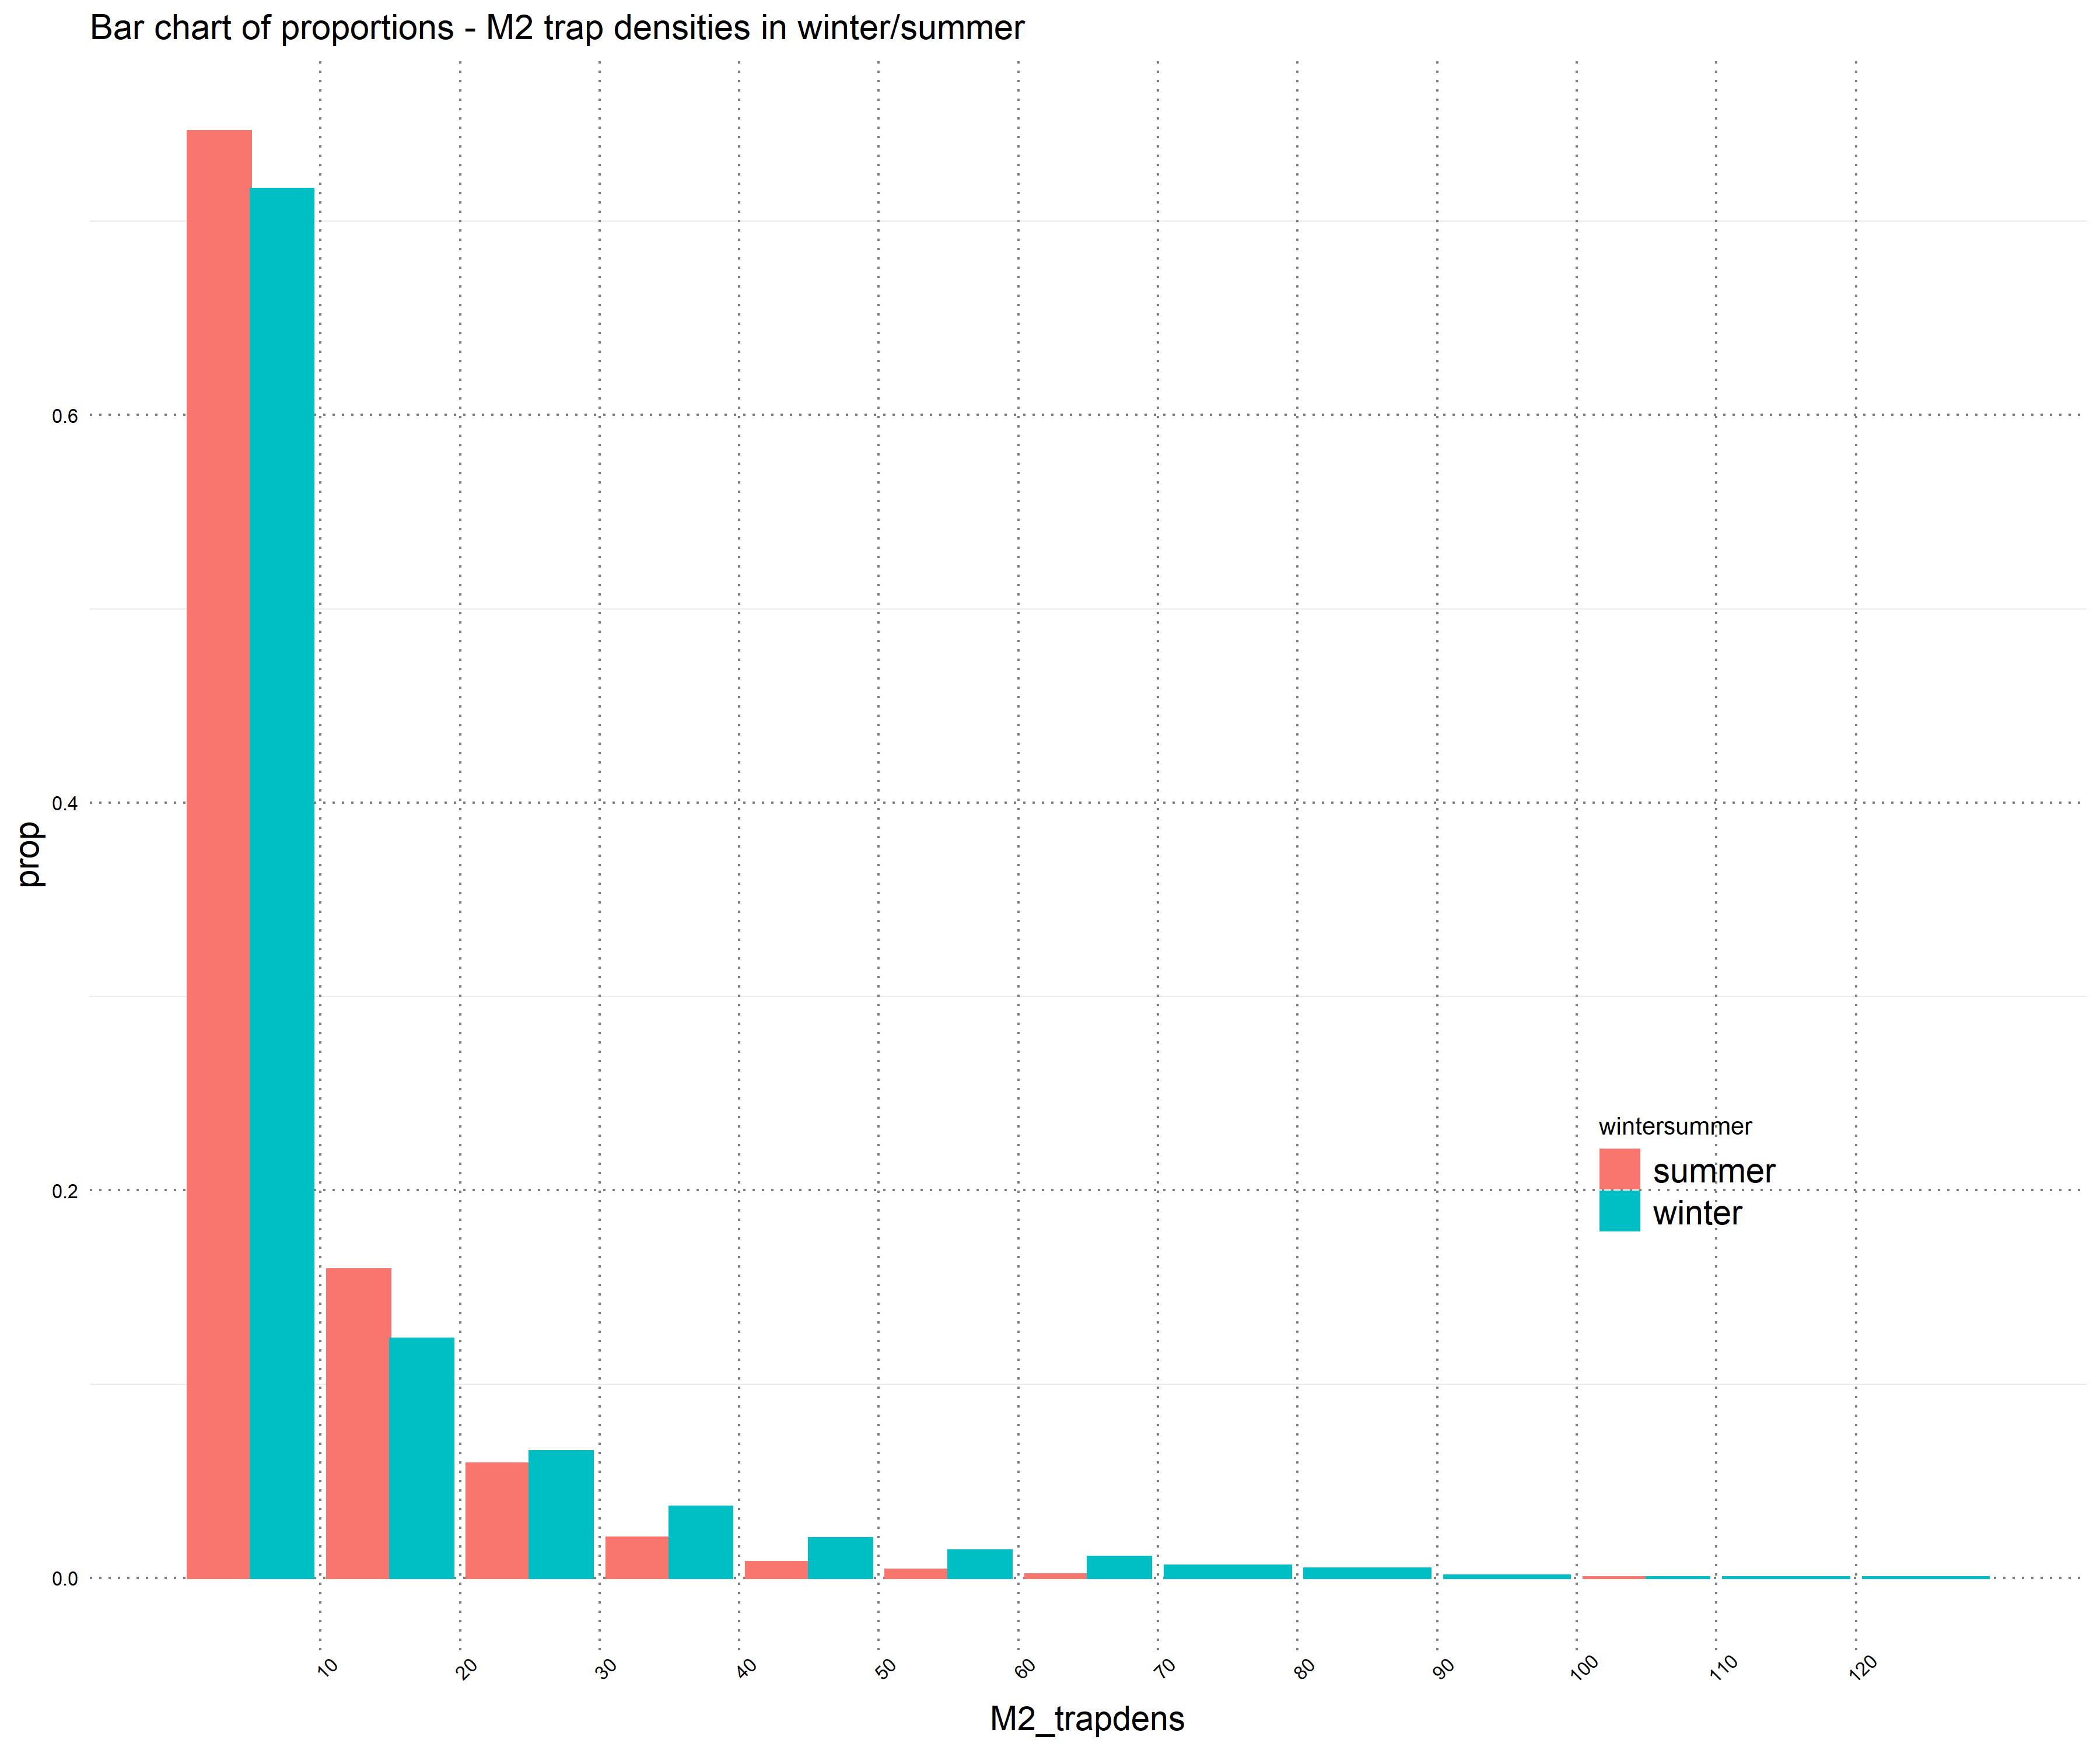 Bar chart of proportions - M2 trap densities in winter/summer
prop
0.6
0.4
0.2
0.0
wintersummer
summer
winter
10 20 30 40 50 60 70 80 90 100 110 120
M2_trapdens